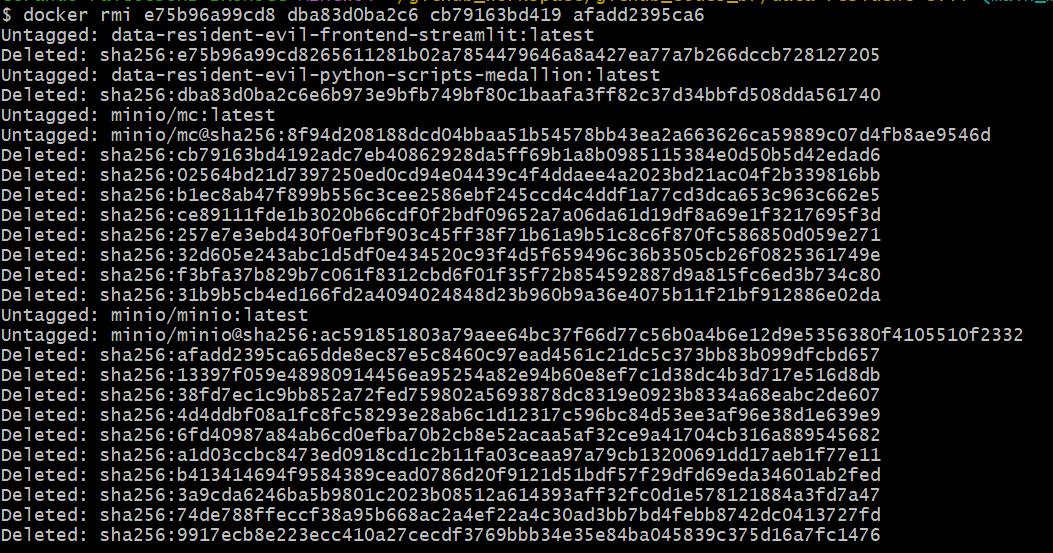 $ docker rmi e75b96a99cd8 dba83d0ba2c6 cb79163bd419 afadd2395ca6
Untagged: data-resident-evil-frontend-streamlit:latest
Deleted: sha256:e75b96a99cd8265611281b02a7854479646a8a427ea77a7b266dccb728127205
Untagged: data-resident-evil-python-scripts-medallion:latest
Deleted: sha256:dba83d0ba2c6e6b973e9bfb749bf80c1baafa3ff82c37d34bbfd508dda561740
Untagged: minio/mc:latest
Untagged: minio/mc@sha256:8f94d208188dcd04bbaa51b54578bb43ea2a663626ca59889c07d4fb8ae9546d
Deleted: sha256:cb79163bd4192adc7eb40862928da5ff69b1a8b0985115384e0d50b5d42edad6
Deleted: sha256:02564bd21d7397250ed0cd94e04439c4f4ddaee4a2023bd21ac04f2b339816bb
Deleted: sha256:b1ec8ab47f899b556c3cee2586ebf245ccd4c4ddf1a77cd3dca653c963c662e5
Deleted: sha256:ce89111fde1b3020b66cdf0f2bdf09652a7a06da61d19df8a69e1f3217695f3d
Deleted: sha256:257e7e3ebd430f0efbf903c45ff38f71b61a9b51c8c6f870fc586850d059e271
Deleted: sha256:32d605e243abc1d5df0e434520c93f4d5f659496c36b3505cb26f0825361749e
Deleted: sha256:f3bfa37b829b7c061f8312cbd6f01f35f72b854592887d9a815fc6ed3b734c80
Deleted: sha256:31b9b5cb4ed166fd2a4094024848d23b960b9a36e4075b11f21bf912886e02da
Untagged: minio/minio:latest
Untagged: minio/minio@sha256:ac591851803a79aee64bc37f66d77c56b0a4b6e12d9e5356380f4105510f2332
Deleted: sha256:afadd2395ca65dde8ec87e5c8460c97ead4561c21dc5c373bb83b099dfcbd657
Deleted: sha256:13397f059e48980914456ea95254a82e94b60e8ef7c1d38dc4b3d717e516d8db
Deleted: sha256:38fd7ec1c9bb852a72fed759802a5693878dc8319e0923b8334a68eabc2de607
Deleted: sha256:4d4ddbf08a1fc8fc58293e28ab6c1d12317c596bc84d53ee3af96e38d1e639e9
Deleted: sha256:6fd40987a84ab6cd0efba70b2cb8e52acaa5af32ce9a41704cb316a889545682
Deleted: sha256:a1d03ccbc8473ed0918cd1c2b11fa03ceaa97a79cb13200691dd17aeb1f77e11
Deleted: sha256:b413414694f9584389cead0786d20f9121d51bdf57f29dfd69eda34601ab2fed
Deleted: sha256:3a9cda6246ba5b9801c2023b08512a614393aff32fc0d1e578121884a3fd7a47
Deleted: sha256:74de788ffeccf38a95b668ac2a4ef22a4c30ad3bb7bd4febb8742dc0413727fd
Deleted: sha256:9917ecb8e223ecc410a27cecdf3769bbb34e35e84ba045839c375d16a7fc1476